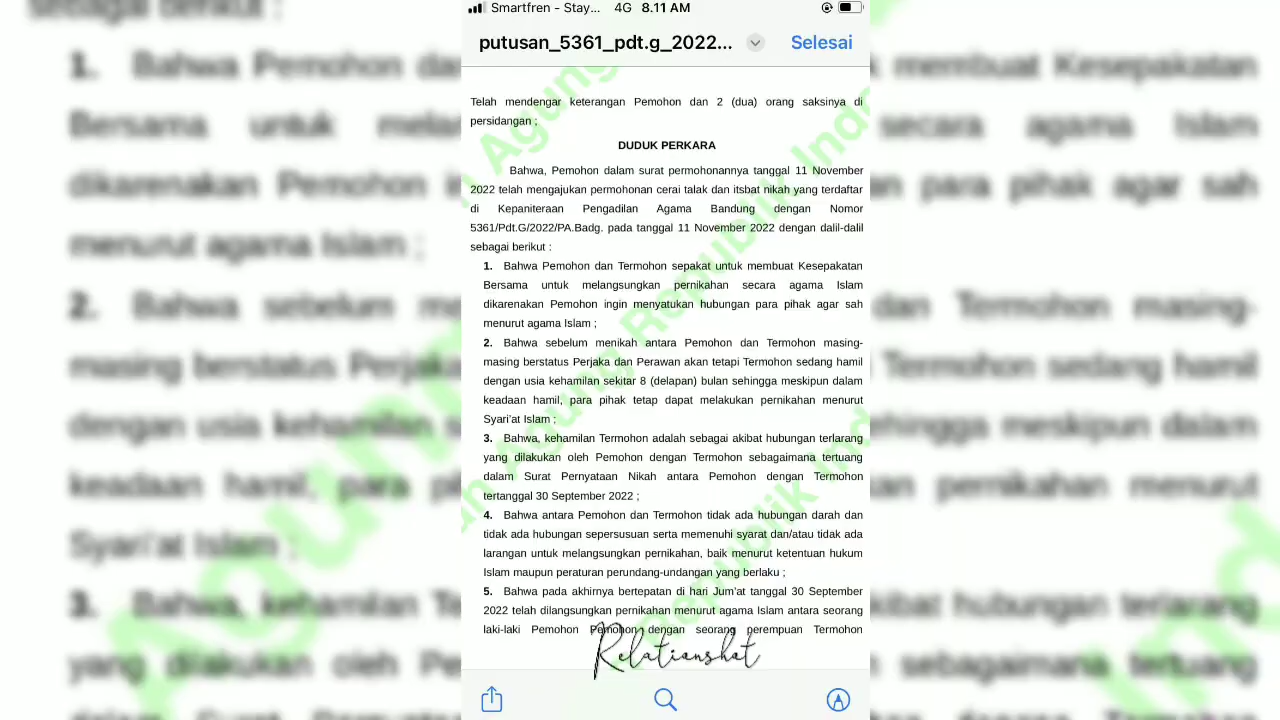 Smartfren - Stay... 4G 8.11 AM
putusan_5361_pdt.g_2022... Selesai
Telah mendengar keterangan Pemohon dan 2 (dua) orang saksinya di
persidangan ;
DUDUK PERKARA
Bahwa, Pemohon dalam surat permohonannya tanggal 11 November
2022 telah mengajukan permohonan cerai talak dan itsbat nikah yang terdaftar
di Kepaniteraan Pengadilan Agama Bandung dengan Nomor
5361/Pdt.G/2022/PA.Badg. pada tanggal 11 November 2022 dengan dalil-dalil
sebagai berikut :
1. Bahwa Pemohon dan Termohon sepakat untuk membuat Kesepakatan
Bersama untuk melangsungkan pernikahan secara agama Islam
dikarenakan Pemohon ingin menyatukan hubungan para pihak agar sah
menurut agama Islam ;
2. Bahwa sebelum menikah antara Pemohon dan Termohon masing-
masing berstatus Perjaka dan Perawan akan tetapi Termohon sedang hamil
dengan usia kehamilan sekitar 8 (delapan) bulan sehingga meskipun dalam
keadaan hamil, para pihak tetap dapat melakukan pernikahan menurut
Syari'at Islam ;
3. Bahwa, kehamilan Termohon adalah sebagai akibat hubungan terlarang
yang dilakukan oleh Pemohon dengan Termohon sebagaimana tertuang
dalam Surat Pernyataan Nikah antara Pemohon dengan Termohon
tertanggal 30 September 2022 ;
4. Bahwa antara Pemohon dan Termohon tidak ada hubungan darah dan
tidak ada hubungan sepersusuan serta memenuhi syarat dan/atau tidak ada
larangan untuk melangsungkan pernikahan, baik menurut ketentuan hukum
Islam maupun peraturan perundang-undangan yang berlaku ;
5. Bahwa pada akhirnya bertepatan di hari Jum'at tanggal 30 September
2022 telah dilangsungkan pernikahan menurut agama Islam antara seorang
laki-laki Pemohon Pemohon dengan seorang perempuan Termohon
Relationshot